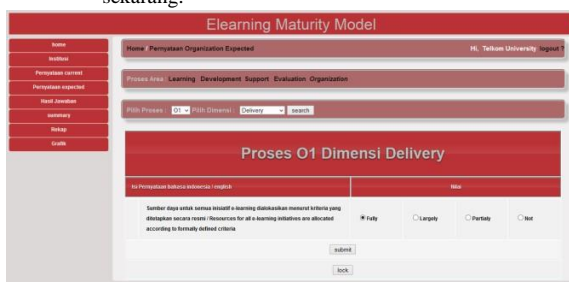 sekarang.
Elearning Maturity Model
home
Institusi
Pernyataan current
Pernyataan expected
Hasil Jawaban
summary
Rekap
Grafik
Home / Pernyataan Organization Expected
Hi, Telkom University logout ?
Proses Area : Learning Development Support Evaluation Organization
Pilih Proses : O1 Pilih Dimensi : Delivery search
Proses O1 Dimensi Delivery
Isi Pernyataan bahasa indonesia / english
Nilai
Sumber daya untuk semua inisiatif e-learning dialokasikan menurut kriteria yang
ditetapkan secara resmi / Resources for all e-learning initiatives are allocated
according to formally defined criteria
Fully Largely Partialy Not
submit
lock